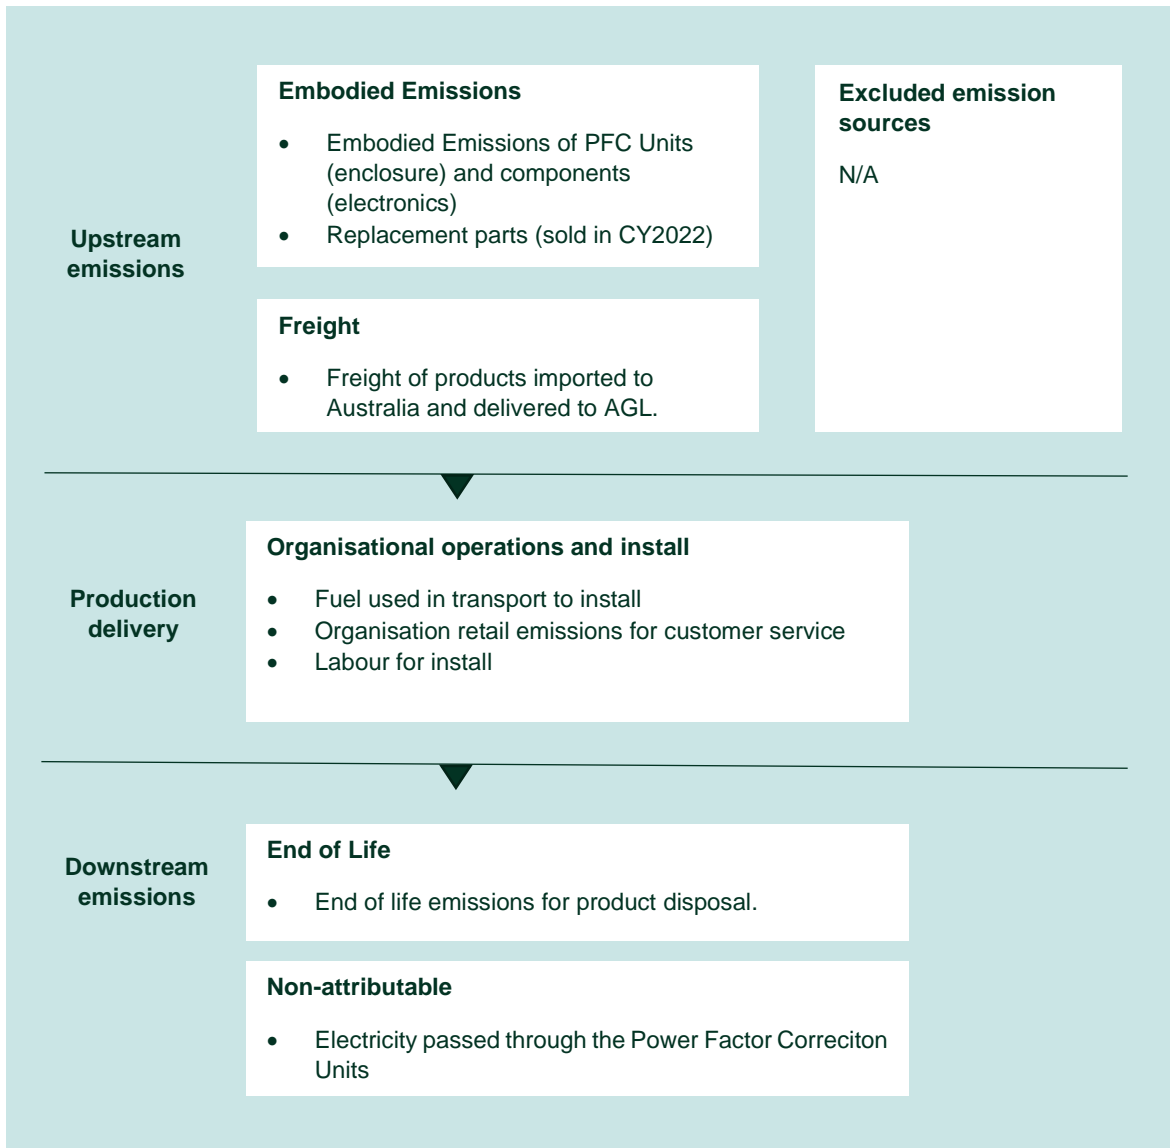 Upstream
emissions
Embodied Emissions
• Embodied Emissions of PFC Units
(enclosure) and components
(electronics)
• Replacement parts (sold in CY2022)
Freight
• Freight of products imported to
Australia and delivered to AGL.
Excluded emission
sources
N/A
Production
delivery
Organisational operations and install
• Fuel used in transport to install
• Organisation retail emissions for customer service
• Labour for install
Downstream
emissions
End of Life
• End of life emissions for product disposal.
Non-attributable
• Electricity passed through the Power Factor Correciton
Units